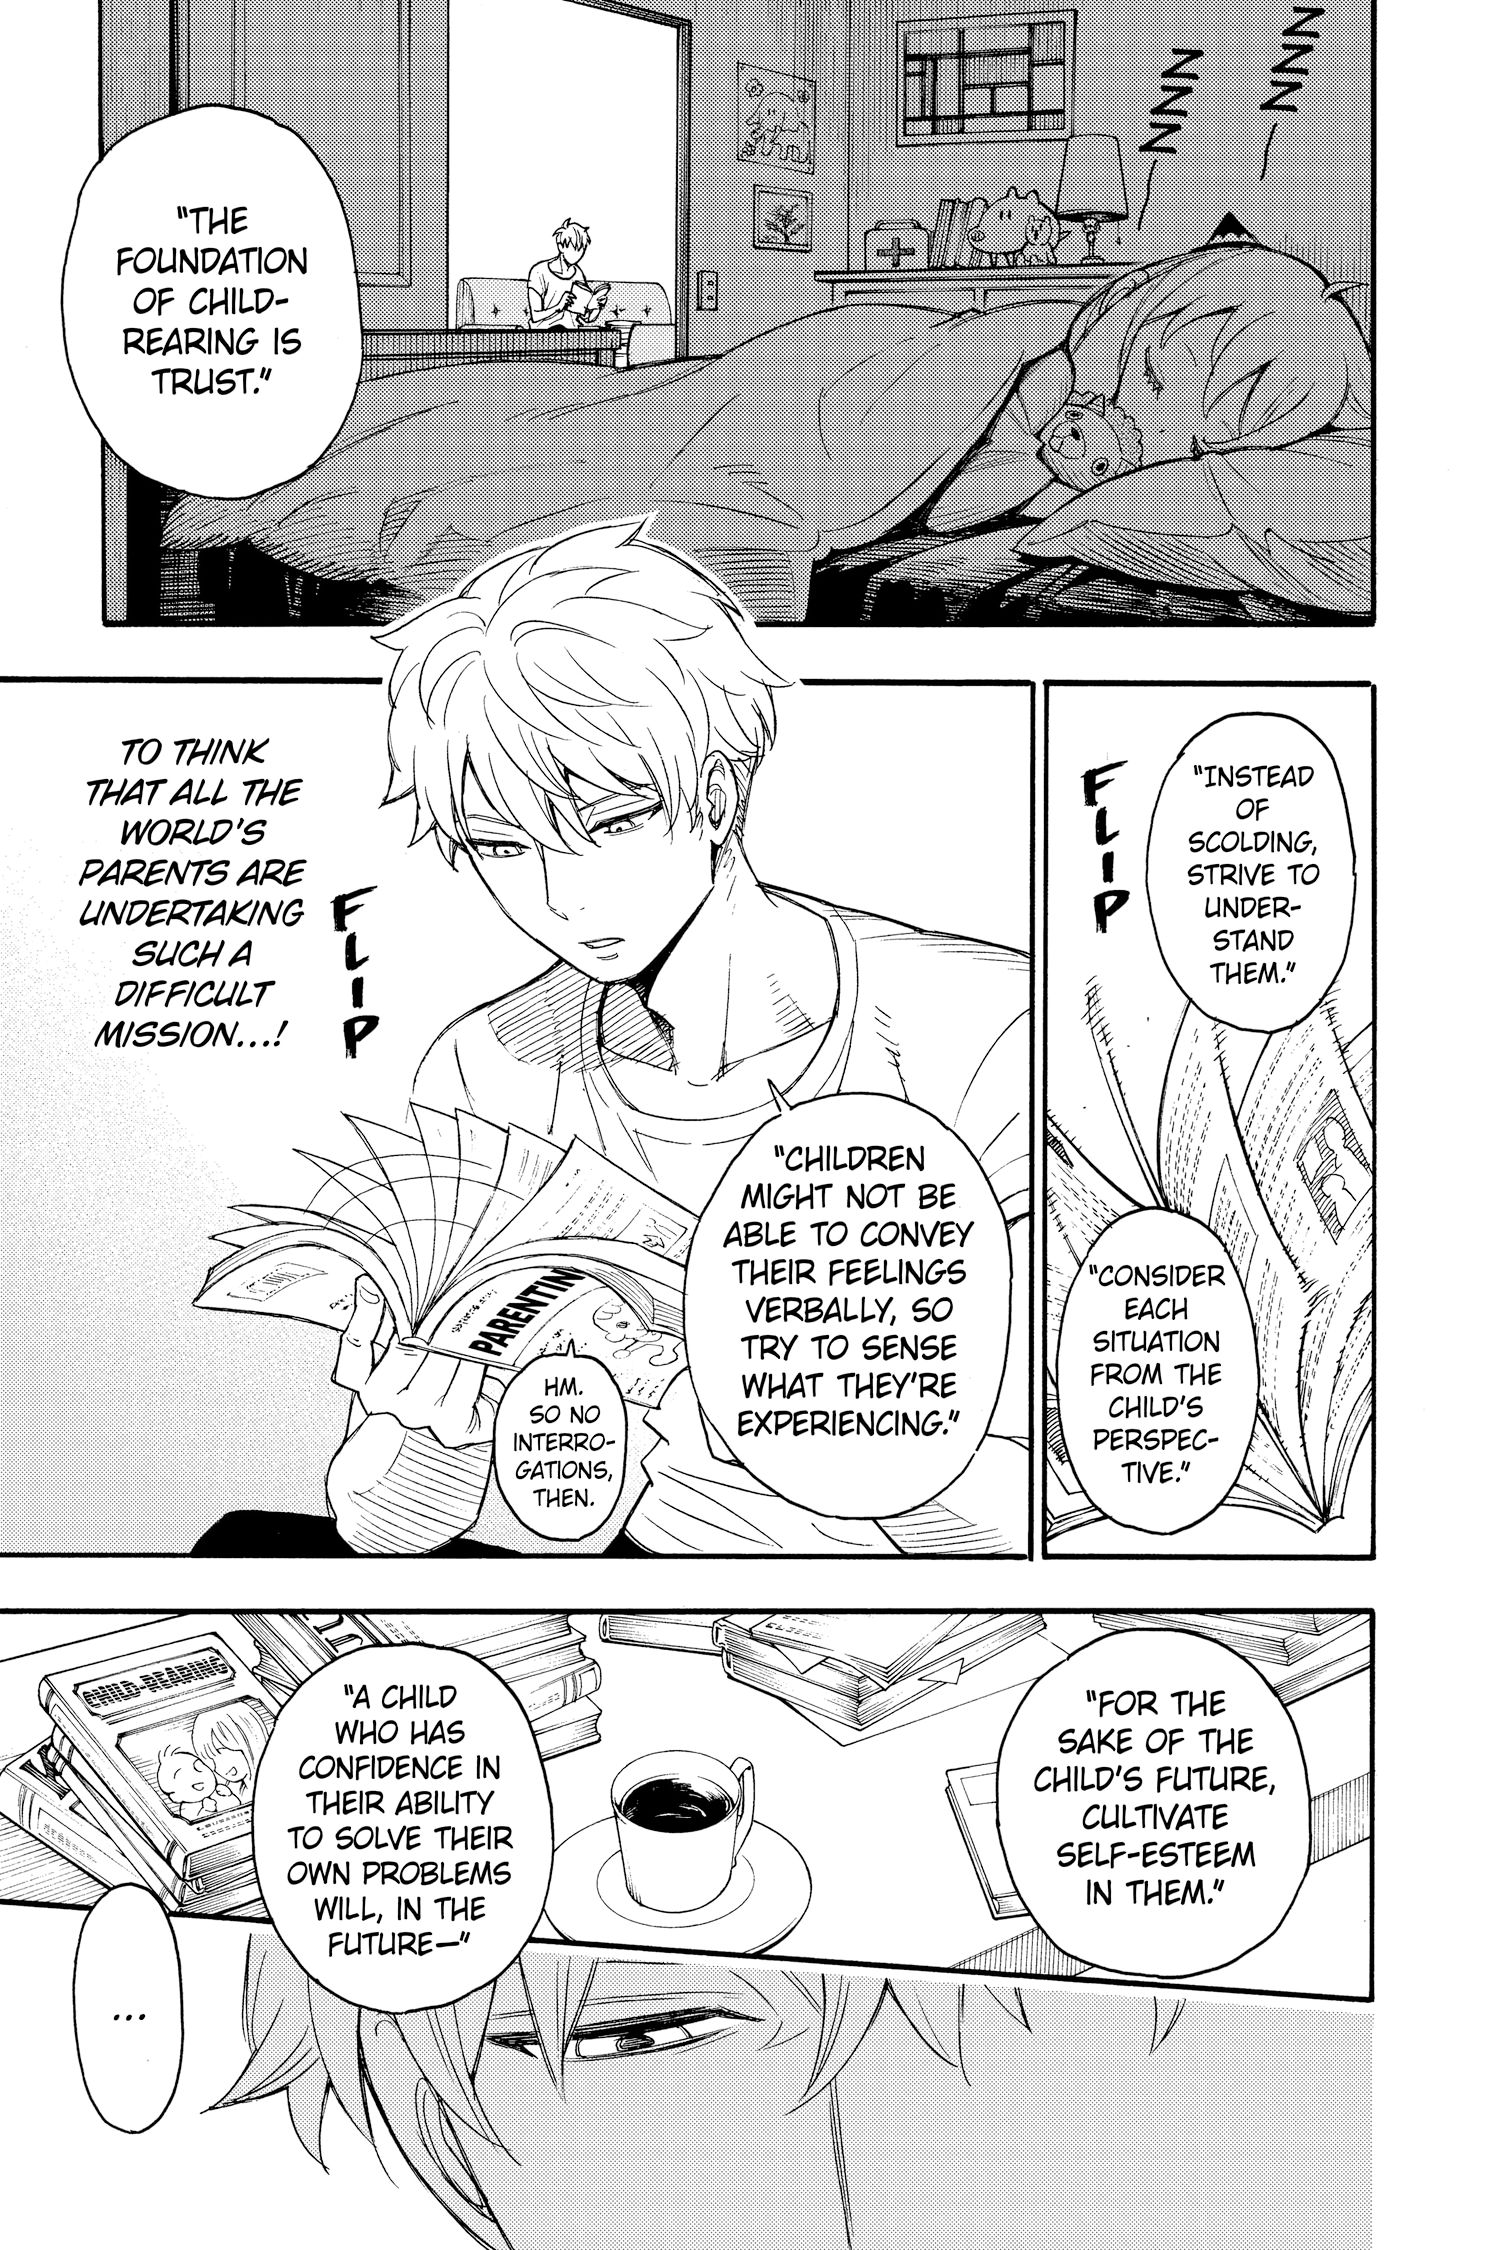 NNN
NNN
"THE
FOUNDATION
OF CHILD-
REARING IS
TRUST."
"INSTEAD
OF
SCOLDING,
STRIVE TO
UNDER-
STAND
THEM."
FLIP
"CONSIDER
EACH
SITUATION
FROM THE
CHILD'S
PERSPEC-
TIVE."
"CHILDREN
MIGHT NOT BE
ABLE TO CONVEY
THEIR FEELINGS
VERBALLY, SO
TRY TO SENSE
WHAT THEY'RE
EXPERIENCING."
HM.
SO NO
INTERRO-
GATIONS,
THEN.
PARENTIN
FLIP
TO THINK
THAT ALL THE
WORLD'S
PARENTS ARE
UNDERTAKING
SUCH A
DIFFICULT
MISSION...!
"FOR THE
SAKE OF THE
CHILD'S FUTURE,
CULTIVATE
SELF-ESTEEM
IN THEM."
"A CHILD
WHO HAS
CONFIDENCE IN
THEIR ABILITY
TO SOLVE THEIR
OWN PROBLEMS
WILL, IN THE
FUTURE—"
CHILD-REARING
...